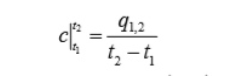 c|_{t_1}^{t_2} = \frac{q_{1,2}}{t_2 - t_1}